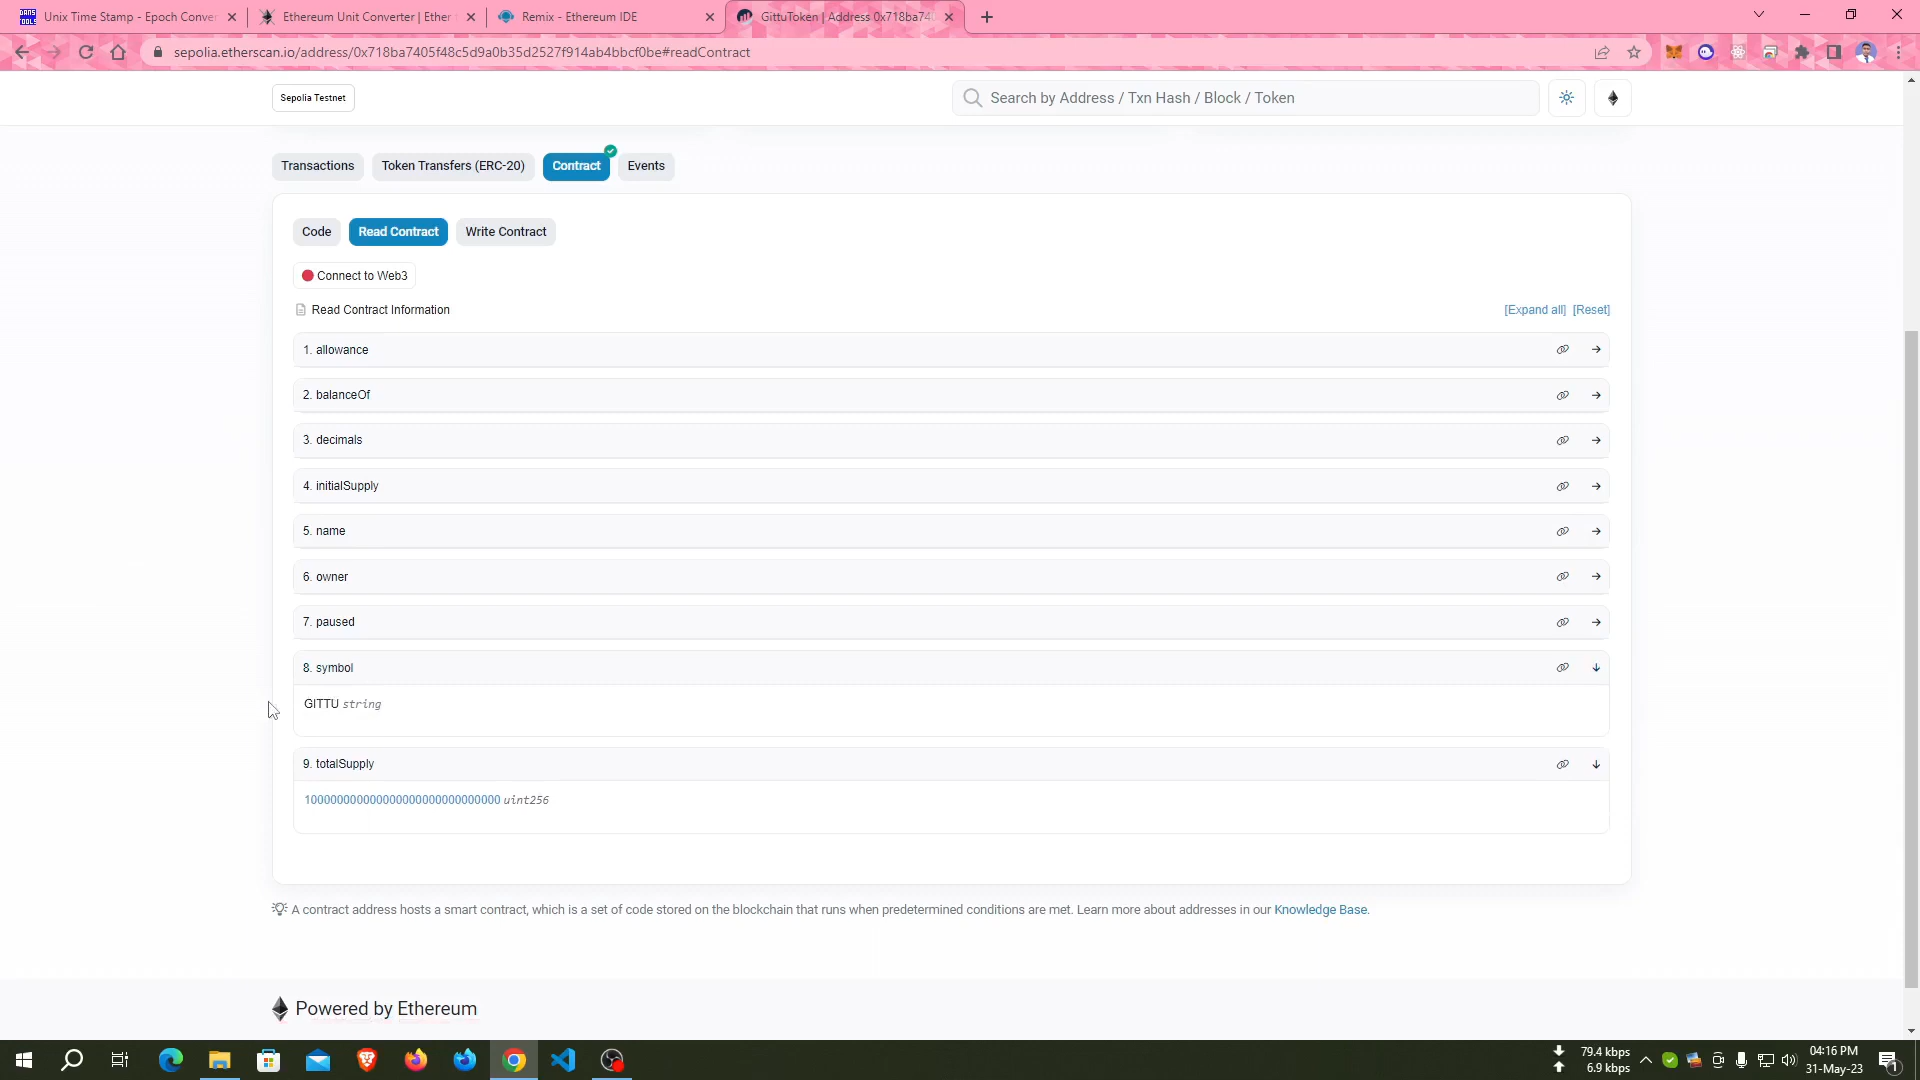 Unix Time Stamp - Epoch Conver
Ethereum Unit Converter | Ether t
Remix - Ethereum IDE
GittuToken | Address 0x718ba740
sepolia.etherscan.io/address/0x718ba7405f48c5d9a0b35d2527f914ab4bbcf0be#readContract
Sepolia Testnet
Search by Address / Txn Hash / Block / Token
Transactions
Token Transfers (ERC-20)
Contract
Events
Code
Read Contract
Write Contract
Connect to Web3
Read Contract Information
[Expand all] [Reset]
1. allowance
2. balanceOf
3. decimals
4. initialSupply
5. name
6. owner
7. paused
8. symbol
GITTU string
9. totalSupply
uint256
A contract address hosts a smart contract, which is a set of code stored on the blockchain that runs when predetermined conditions are met. Learn more about addresses in our Knowledge Base.
Powered by Ethereum
79.4 kbps
6.9 kbps
04:16 PM
31-May-23
1